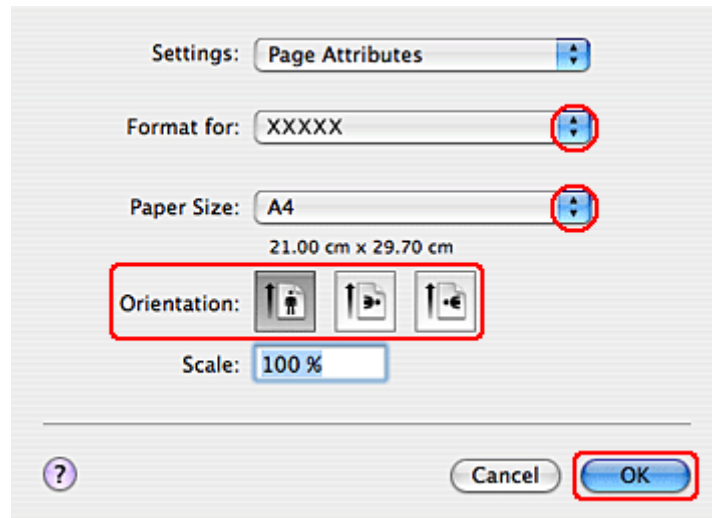 Settings: Page Attributes
Format for: XXXXX
Paper Size: A4
21.00 cm x 29.70 cm
Orientation:
Scale: 100 %
? Cancel OK